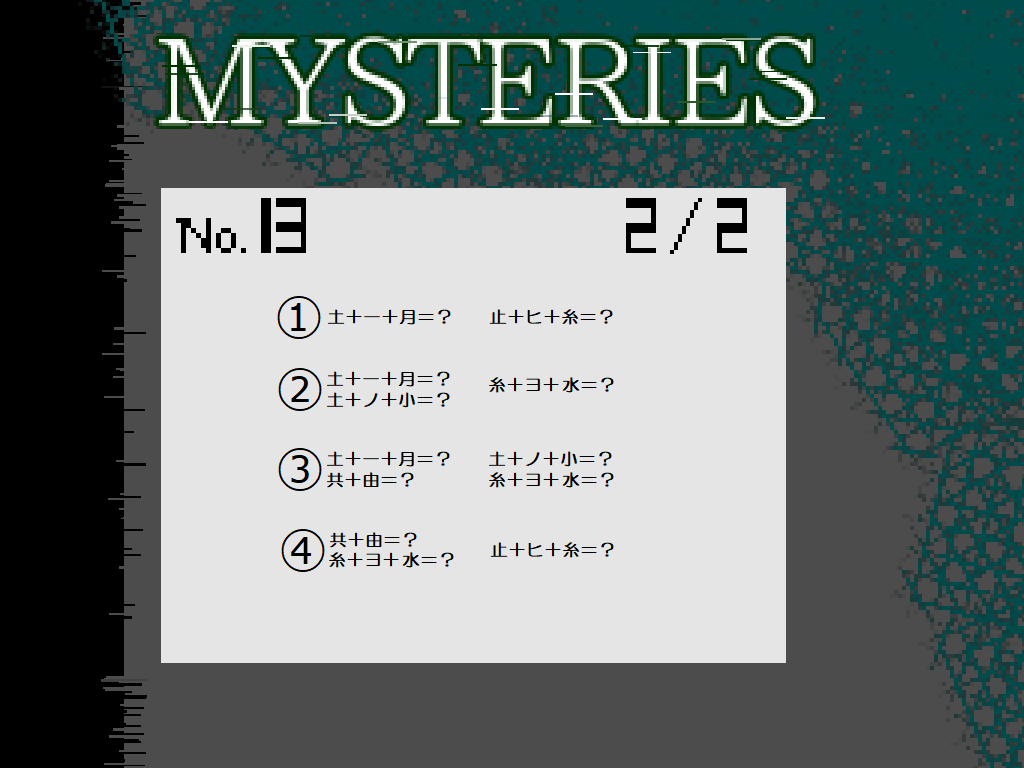 MYSTERIES
No.13 2/2
① 土+一+月=? 止+ヒ+糸=?
② 土+一+月=? 糸+ヨ+水=?
土+ノ+小=?
③ 土+一+月=? 土+ノ+小=?
共+由=? 糸+ヨ+水=?
④ 共+由=? 止+ヒ+糸=?
糸+ヨ+水=?